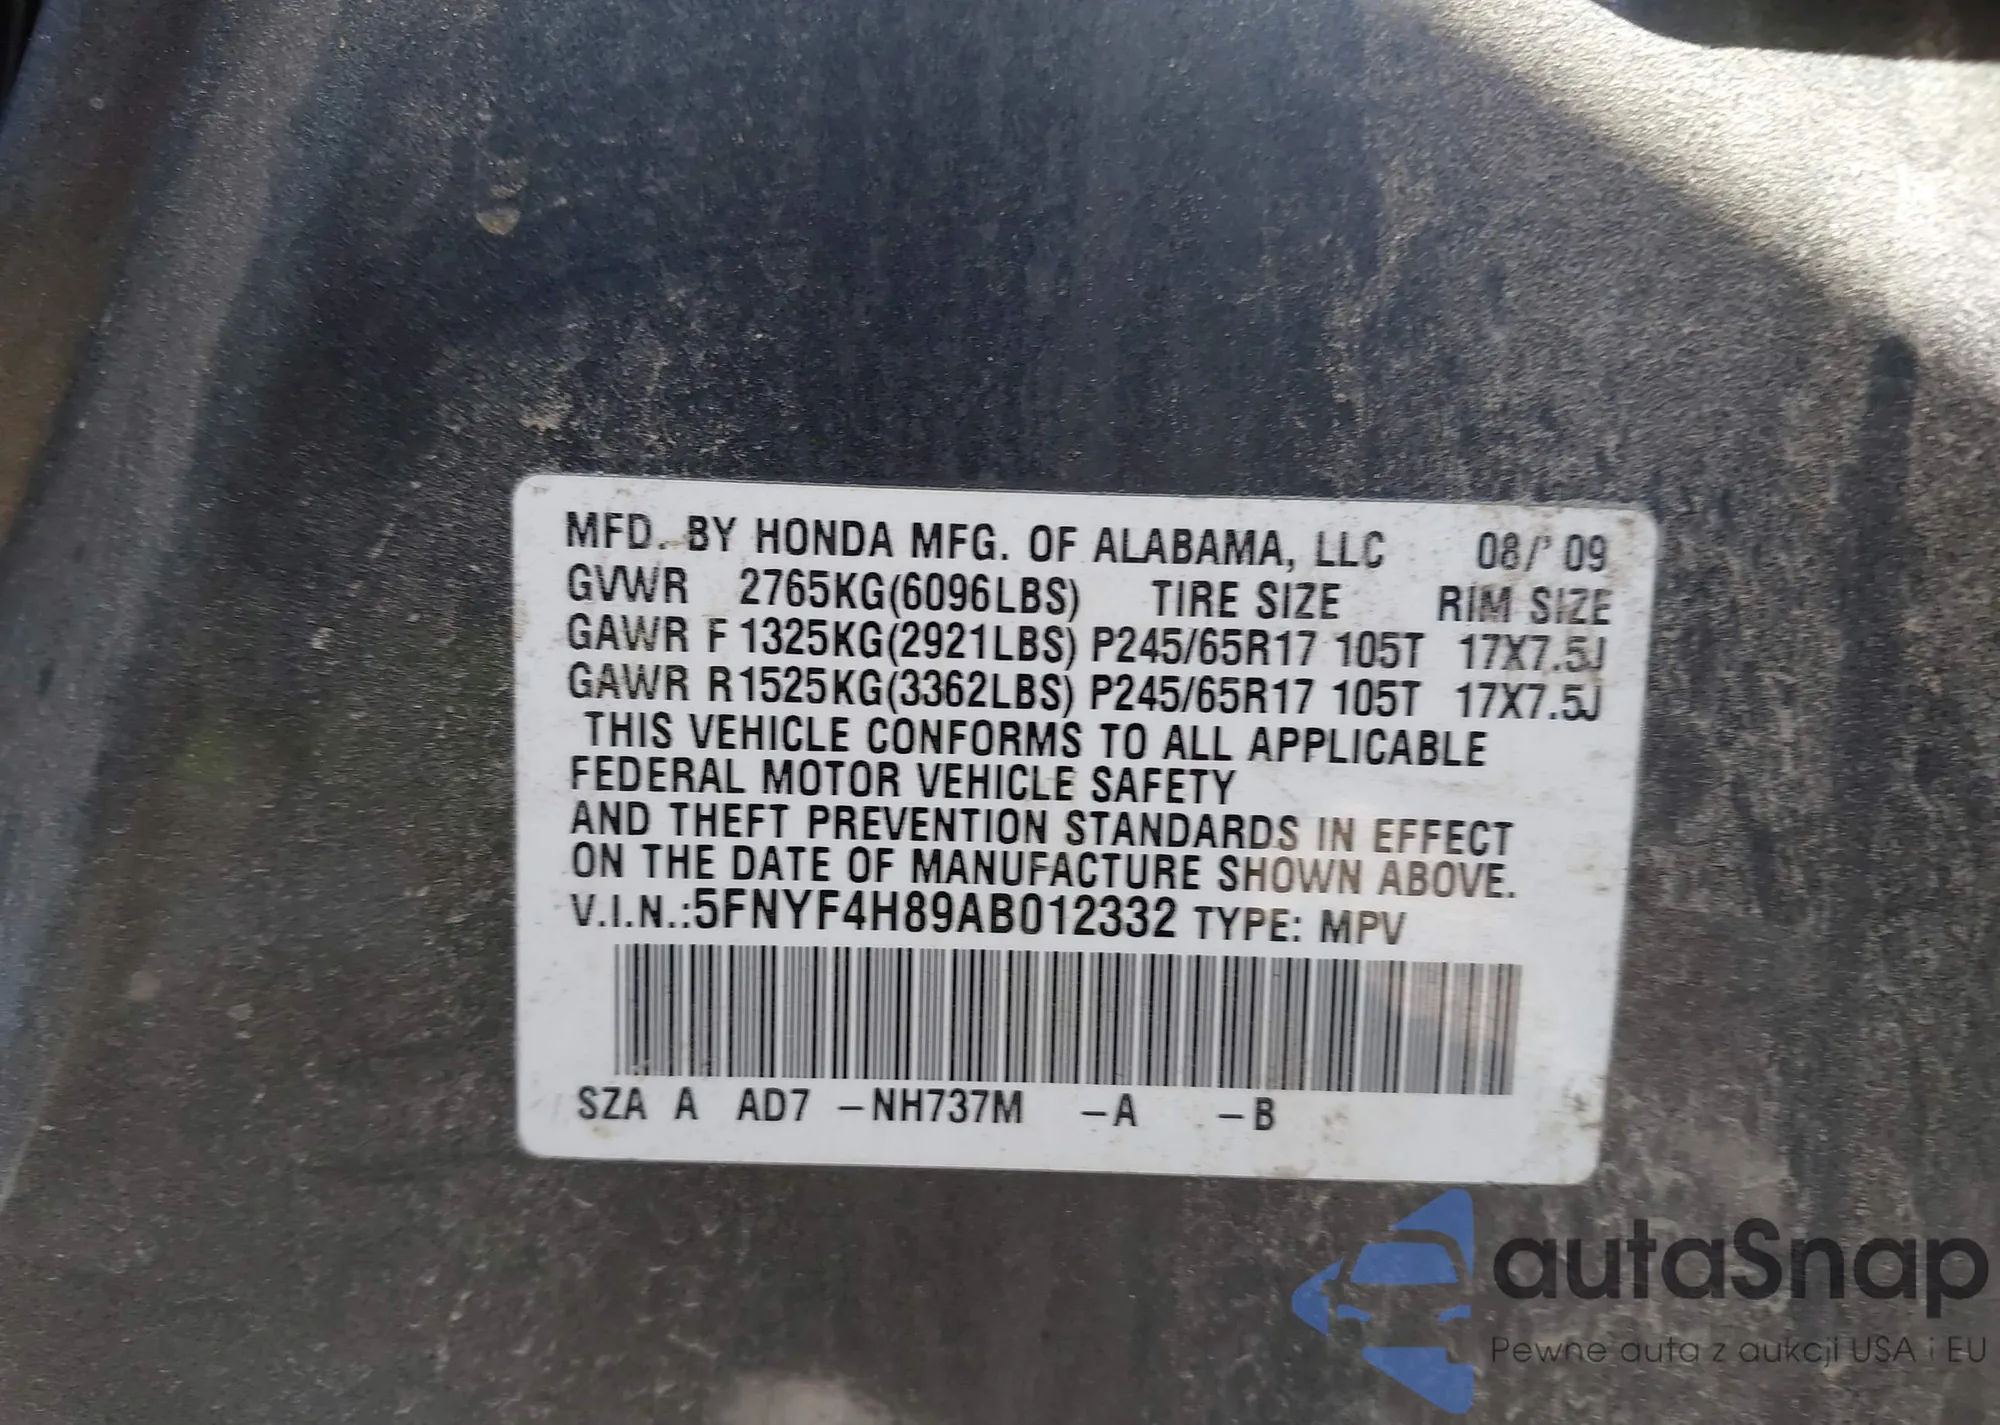 MFD. BY HONDA MFG. OF ALABAMA, LLC 08/'09
GVWR 2765KG(6096LBS) TIRE SIZE RIM SIZE
GAWR F 1325KG(2921LBS) P245/65R17 105T 17X7.5J
GAWR R 1525KG(3362LBS) P245/65R17 105T 17X7.5J
THIS VEHICLE CONFORMS TO ALL APPLICABLE
FEDERAL MOTOR VEHICLE SAFETY
AND THEFT PREVENTION STANDARDS IN EFFECT
ON THE DATE OF MANUFACTURE SHOWN ABOVE.
V.I.N.:5FNYF4H89AB012332 TYPE: MPV
SZA A AD7 -NH737M -A -B
autaSnap
Pewne auta z aukcji USA i EU